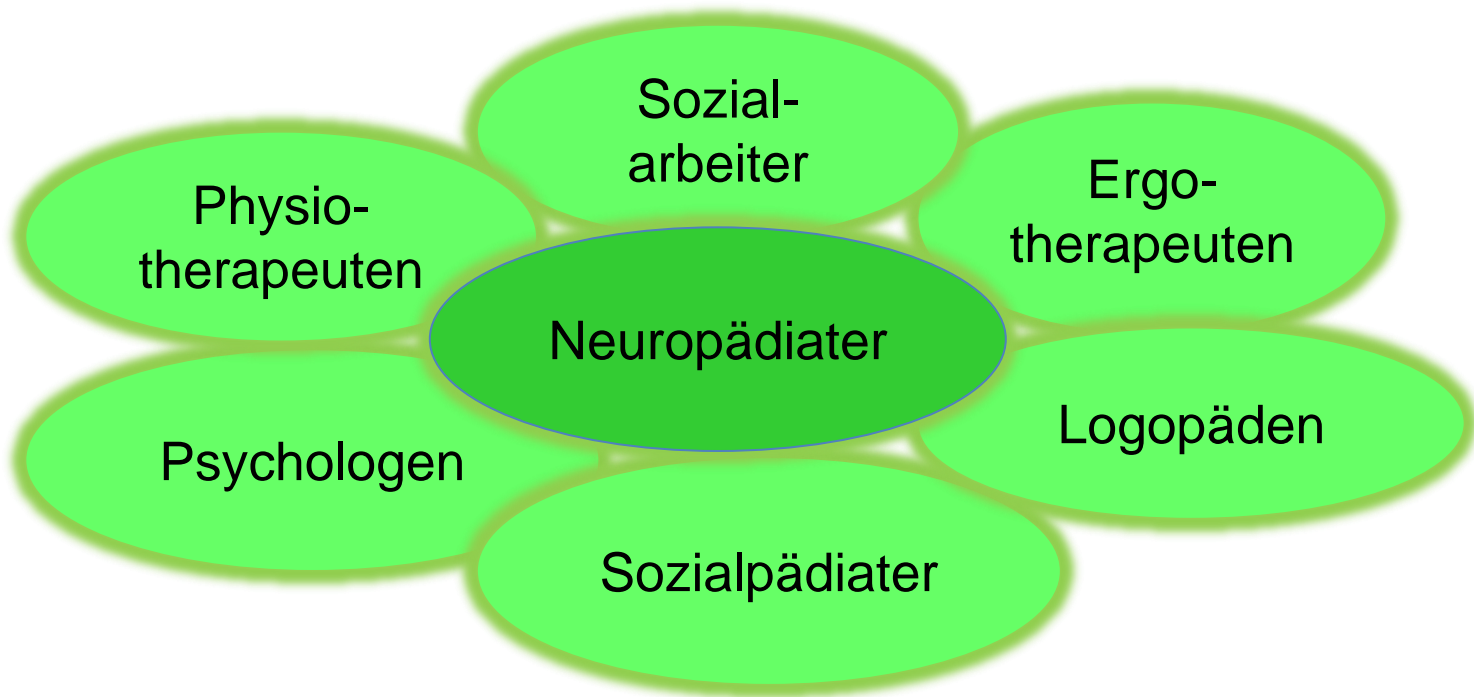 Sozial-
arbeiter
Physio-
therapeuten
Ergo-
therapeuten
Neuropädiater
Psychologen
Logopäden
Sozialpädiater